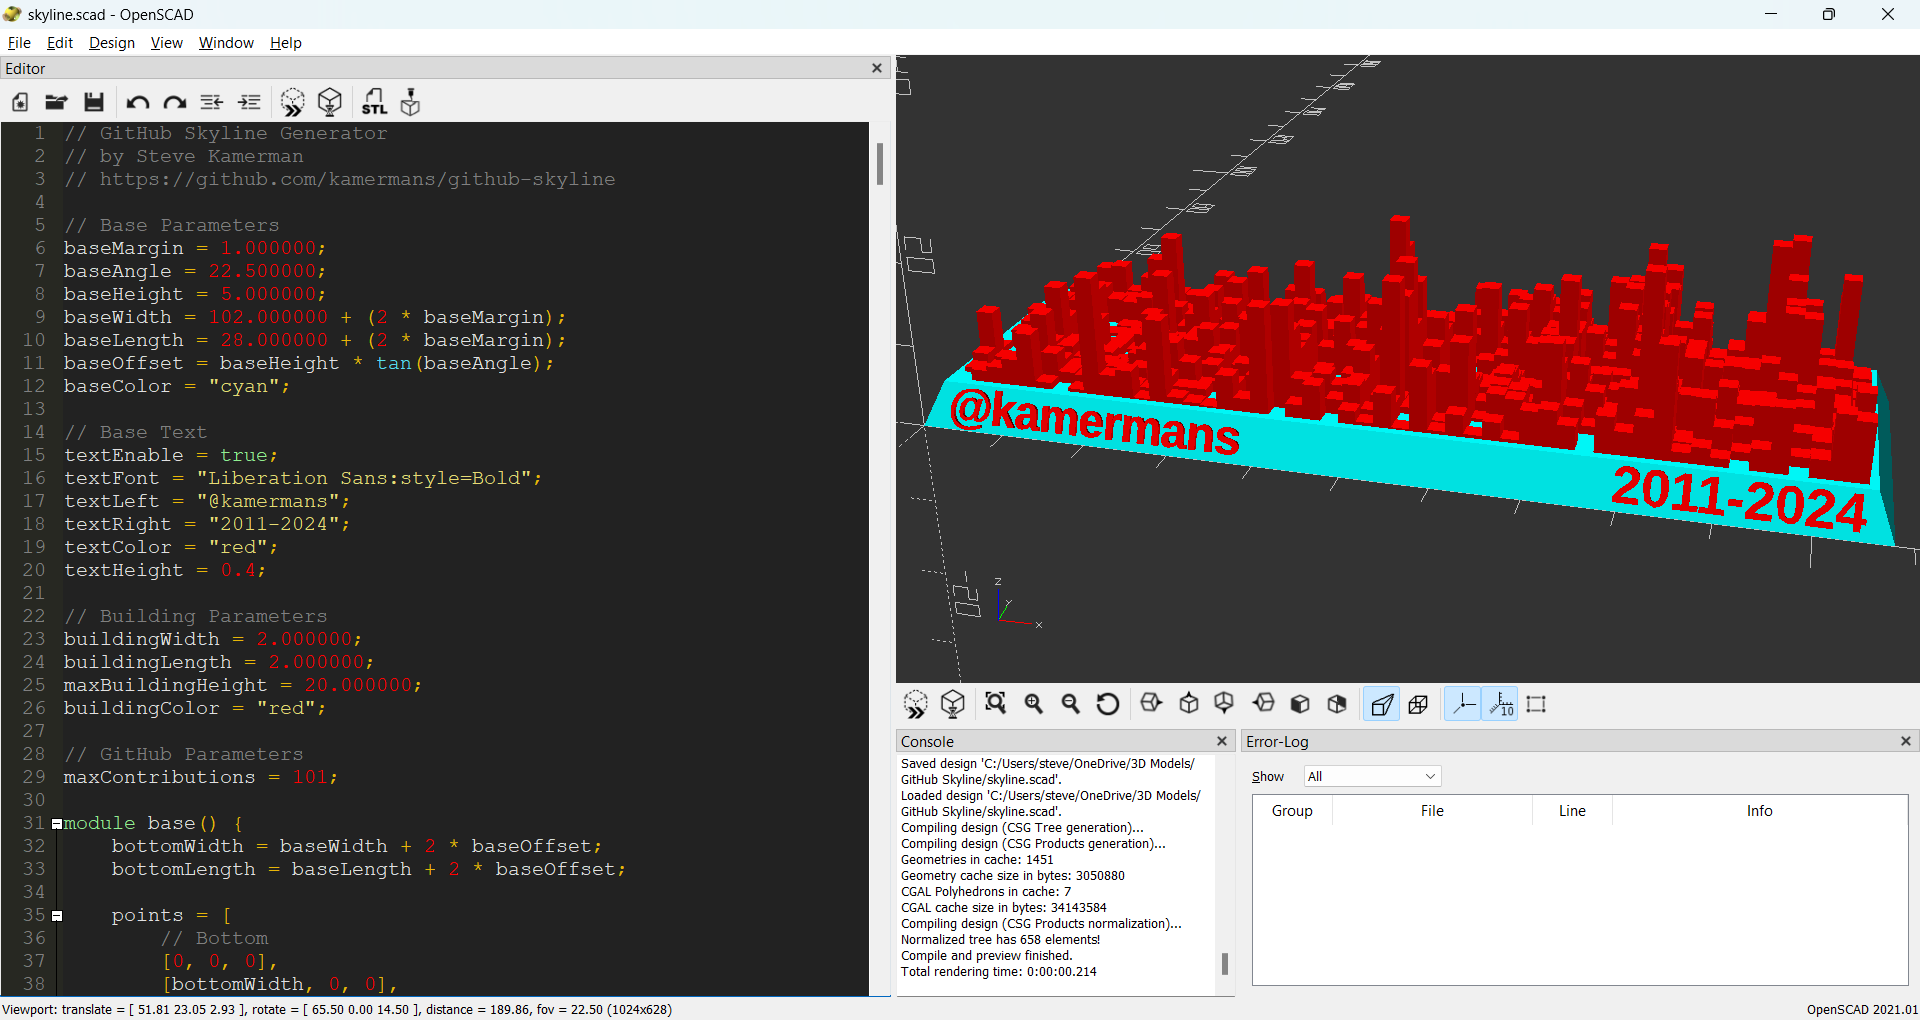 skyline.scad - OpenSCAD
File Edit Design View Window Help
Editor
STL
1 // GitHub Skyline Generator
2 // by Steve Kamerman
3 // https://github.com/kamermans/github-skyline
4
5 // Base Parameters
6 baseMargin = 1.000000;
7 baseAngle = 22.500000;
8 baseHeight = 5.000000;
9 baseWidth = 102.000000 + (2 * baseMargin);
10 baseLength = 28.000000 + (2 * baseMargin);
11 baseOffset = baseHeight * tan(baseAngle);
12 baseColor = "cyan";
13
14 // Base Text
15 textEnable = true;
16 textFont = "Liberation Sans:style=Bold";
17 textLeft = "@kamermans";
18 textRight = "2011-2024";
19 textColor = "red";
20 textHeight = 0.4;
21
22 // Building Parameters
23 buildingWidth = 2.000000;
24 buildingLength = 2.000000;
25 maxBuildingHeight = 20.000000;
26 buildingColor = "red";
27
28 // GitHub Parameters
29 maxContributions = 101;
30
31 module base() {
32 bottomWidth = baseWidth + 2 * baseOffset;
33 bottomLength = baseLength + 2 * baseOffset;
34
35 points = [
36 // Bottom
37 [0, 0, 0],
38 [bottomWidth, 0, 0],
@kamermans
2011-2024
z
y
x
10
Console
Saved design 'C:/Users/steve/OneDrive/3D Models/
GitHub Skyline/skyline.scad'.
Loaded design 'C:/Users/steve/OneDrive/3D Models/
GitHub Skyline/skyline.scad'.
Compiling design (CSG Tree generation)...
Compiling design (CSG Products generation)...
Geometries in cache: 1451
Geometry cache size in bytes: 3050880
CGAL Polyhedrons in cache: 7
CGAL cache size in bytes: 34143584
Compiling design (CSG Products normalization)...
Normalized tree has 658 elements!
Compile and preview finished.
Total rendering time: 0:00:00.214
Error-Log
Show All
Group File Line Info
Viewport: translate = [ 51.81 23.05 2.93 ], rotate = [ 65.50 0.00 14.50 ], distance = 189.86, fov = 22.50 (1024x628)
OpenSCAD 2021.01